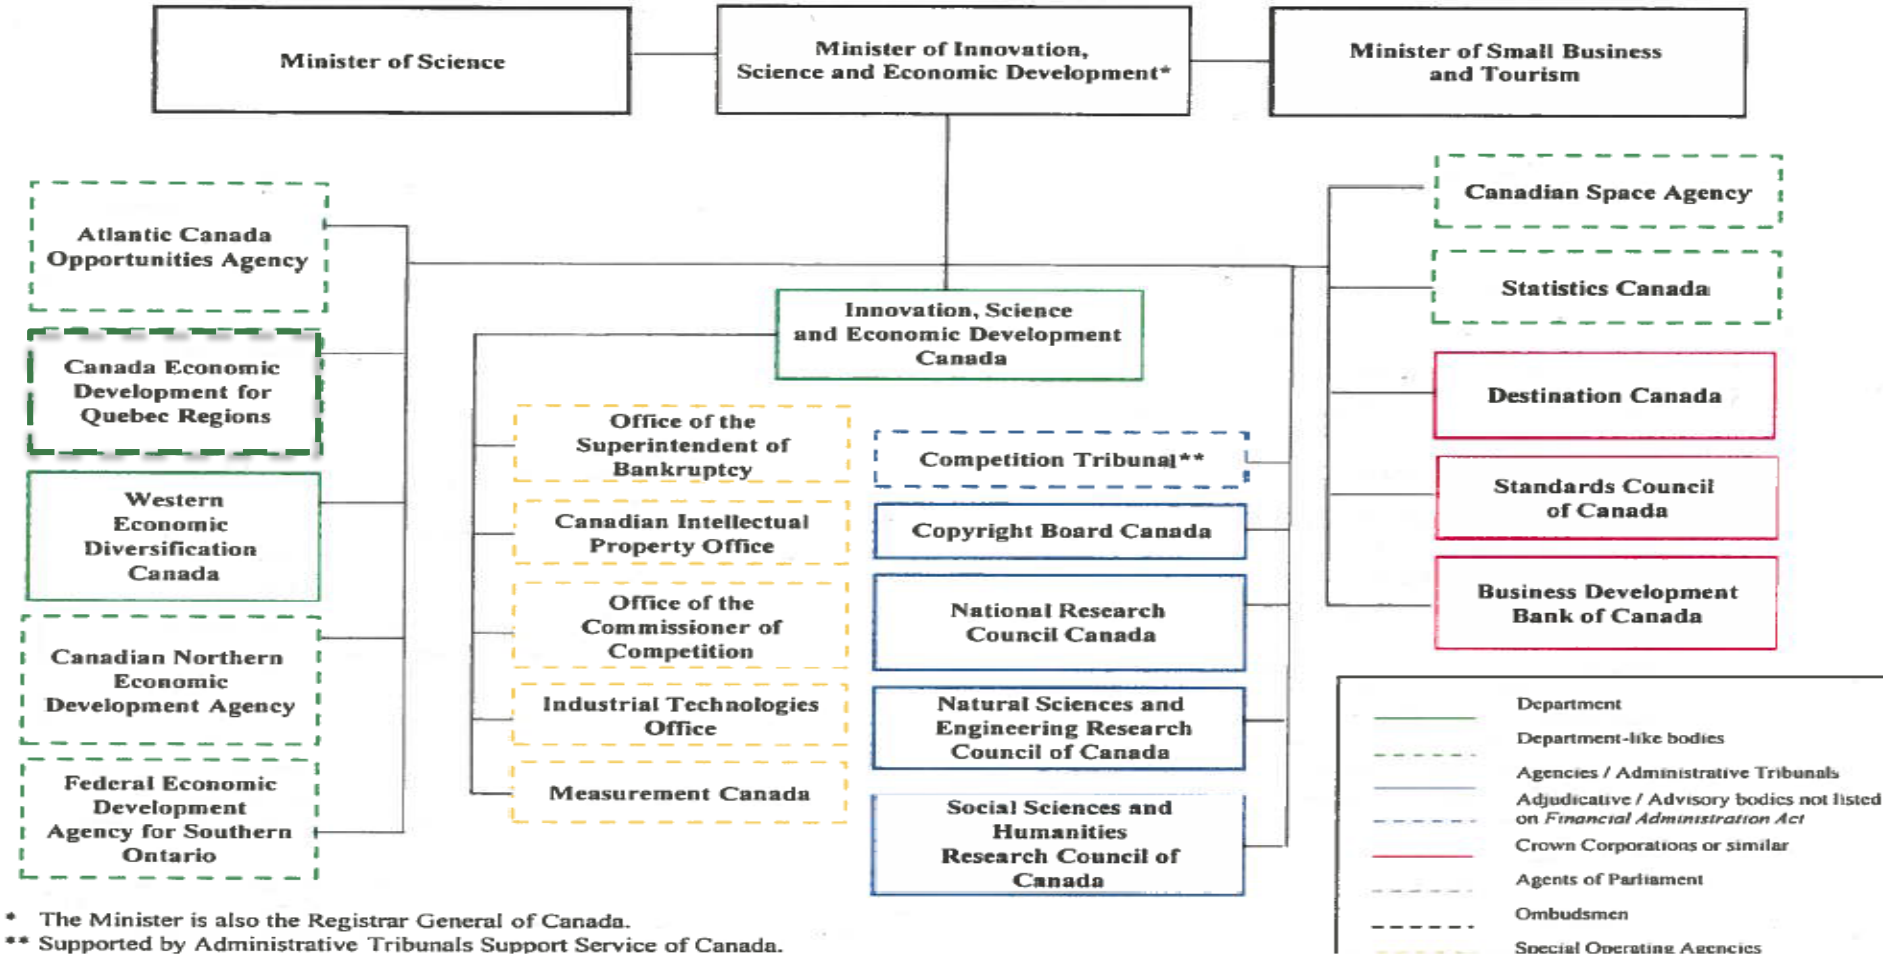 Minister of Science
Minister of Innovation,
Science and Economic Development*
Minister of Small Business
and Tourism
Atlantic Canada
Opportunities Agency
Canada Economic
Development for
Quebec Regions
Western
Economic
Diversification
Canada
Canadian Northern
Economic
Development Agency
Federal Economic
Development
Agency for Southern
Ontario
Innovation, Science
and Economic Development
Canada
Office of the
Superintendent of
Bankruptcy
Canadian Intellectual
Property Office
Office of the
Commissioner of
Competition
Industrial Technologies
Office
Measurement Canada
Competition Tribunal**
Copyright Board Canada
National Research
Council Canada
Natural Sciences and
Engineering Research
Council of Canada
Social Sciences and
Humanities
Research Council of
Canada
Canadian Space Agency
Statistics Canada
Destination Canada
Standards Council
of Canada
Business Development
Bank of Canada
Department
Department-like bodies
Agencies / Administrative Tribunals
Adjudicative / Advisory bodies not listed
on Financial Administration Act
Crown Corporations or similar
Agents of Parliament
Ombudsmen
Special Operating Agencies
* The Minister is also the Registrar General of Canada.
** Supported by Administrative Tribunals Support Service of Canada.